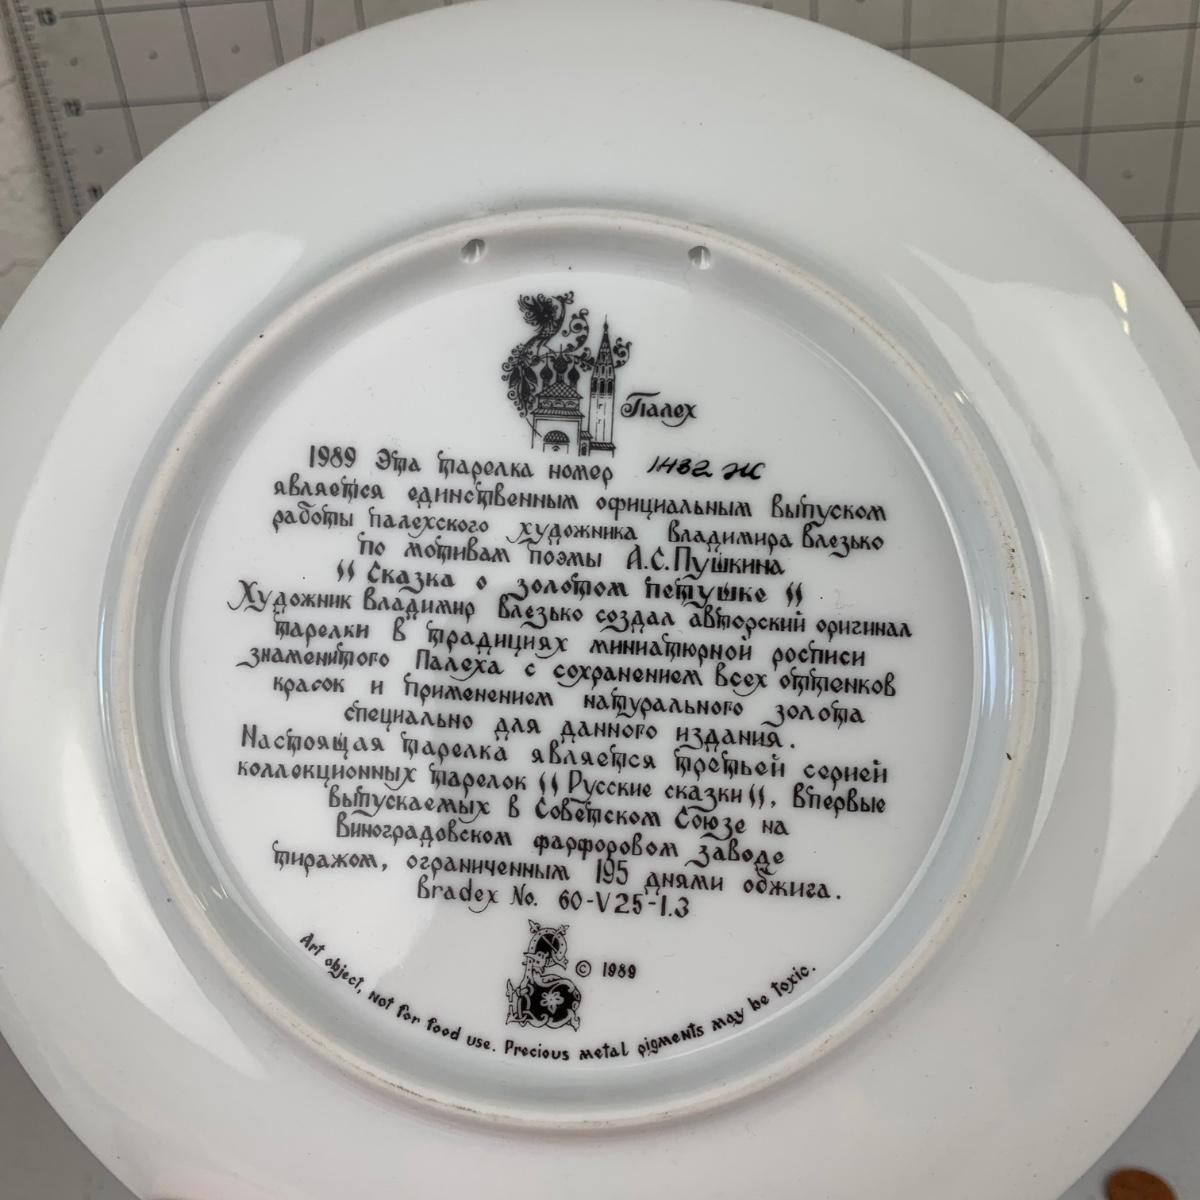 Палех
1989 Эта тарелка номер 1482 Ж
является единственным официальным выпуском
работы палехского художника Владимира Влезько
по мотивам поэмы А.С.Пушкина
"Сказка о золотом петушке"
Художник Владимир Влезько создал авторский оригинал
тарелки в традициях миниатюрной росписи
знаменитого Палеха с сохранением всех оттенков
красок и применением натурального золота
специально для данного издания.
Настоящая тарелка является третьей серией
коллекционных тарелок "Русские сказки", впервые
выпускаемых в Советском Союзе на
Виноградовском фарфоровом заводе
тиражом, ограниченным 195 днями обжига.
Bradex No. 60-V25-1.3
© 1989
Art object, not for food use. Precious metal pigments may be toxic.